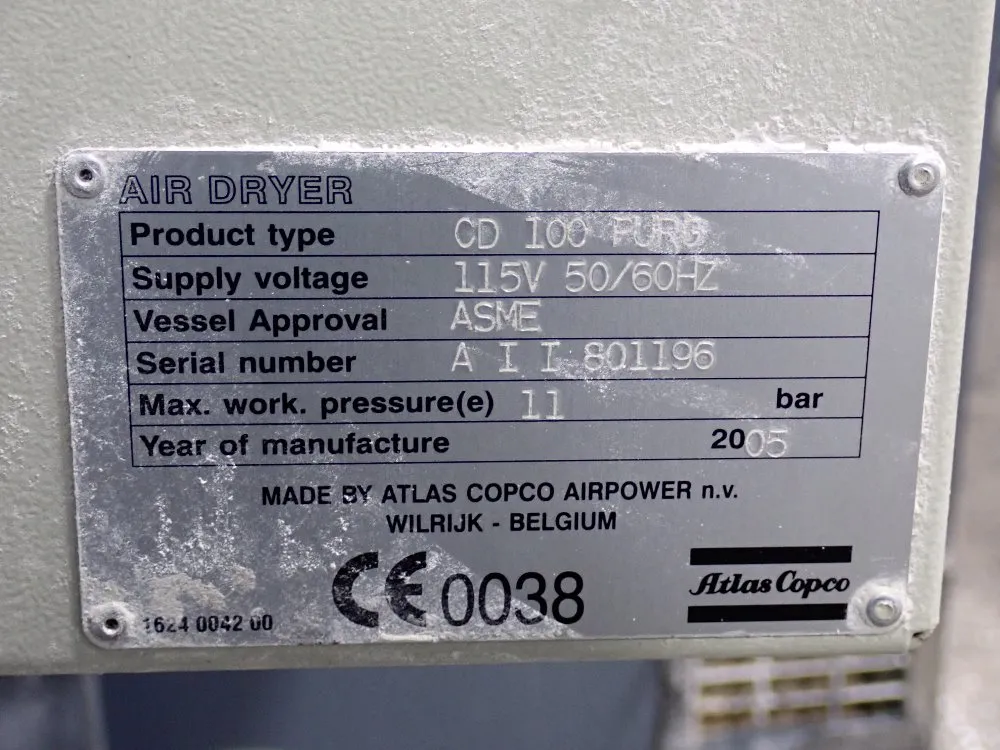 AIR DRYER
Product type CD 100 PURG
Supply voltage 115V 50/60HZ
Vessel Approval ASME
Serial number A I I 801196
Max. work. pressure(e) 11 bar
Year of manufacture 2005
MADE BY ATLAS COPCO AIRPOWER n.v.
WILRIJK - BELGIUM
CE 0038
Atlas Copco
1624 0042 00